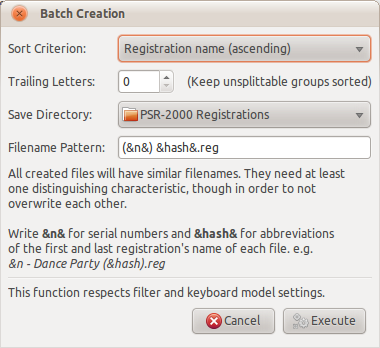 Batch Creation
Sort Criterion: Registration name (ascending)
Trailing Letters: 0 (Keep unsplittable groups sorted)
Save Directory: PSR-2000 Registrations
Filename Pattern: (&n&) &hash&.reg
All created files will have similar filenames. They need at least
one distinguishing characteristic, though in order to not
overwrite each other.
Write &n& for serial numbers and &hash& for abbreviations
of the first and last registration's name of each file. e.g.
&n - Dance Party (&hash).reg
This function respects filter and keyboard model settings.
Cancel Execute